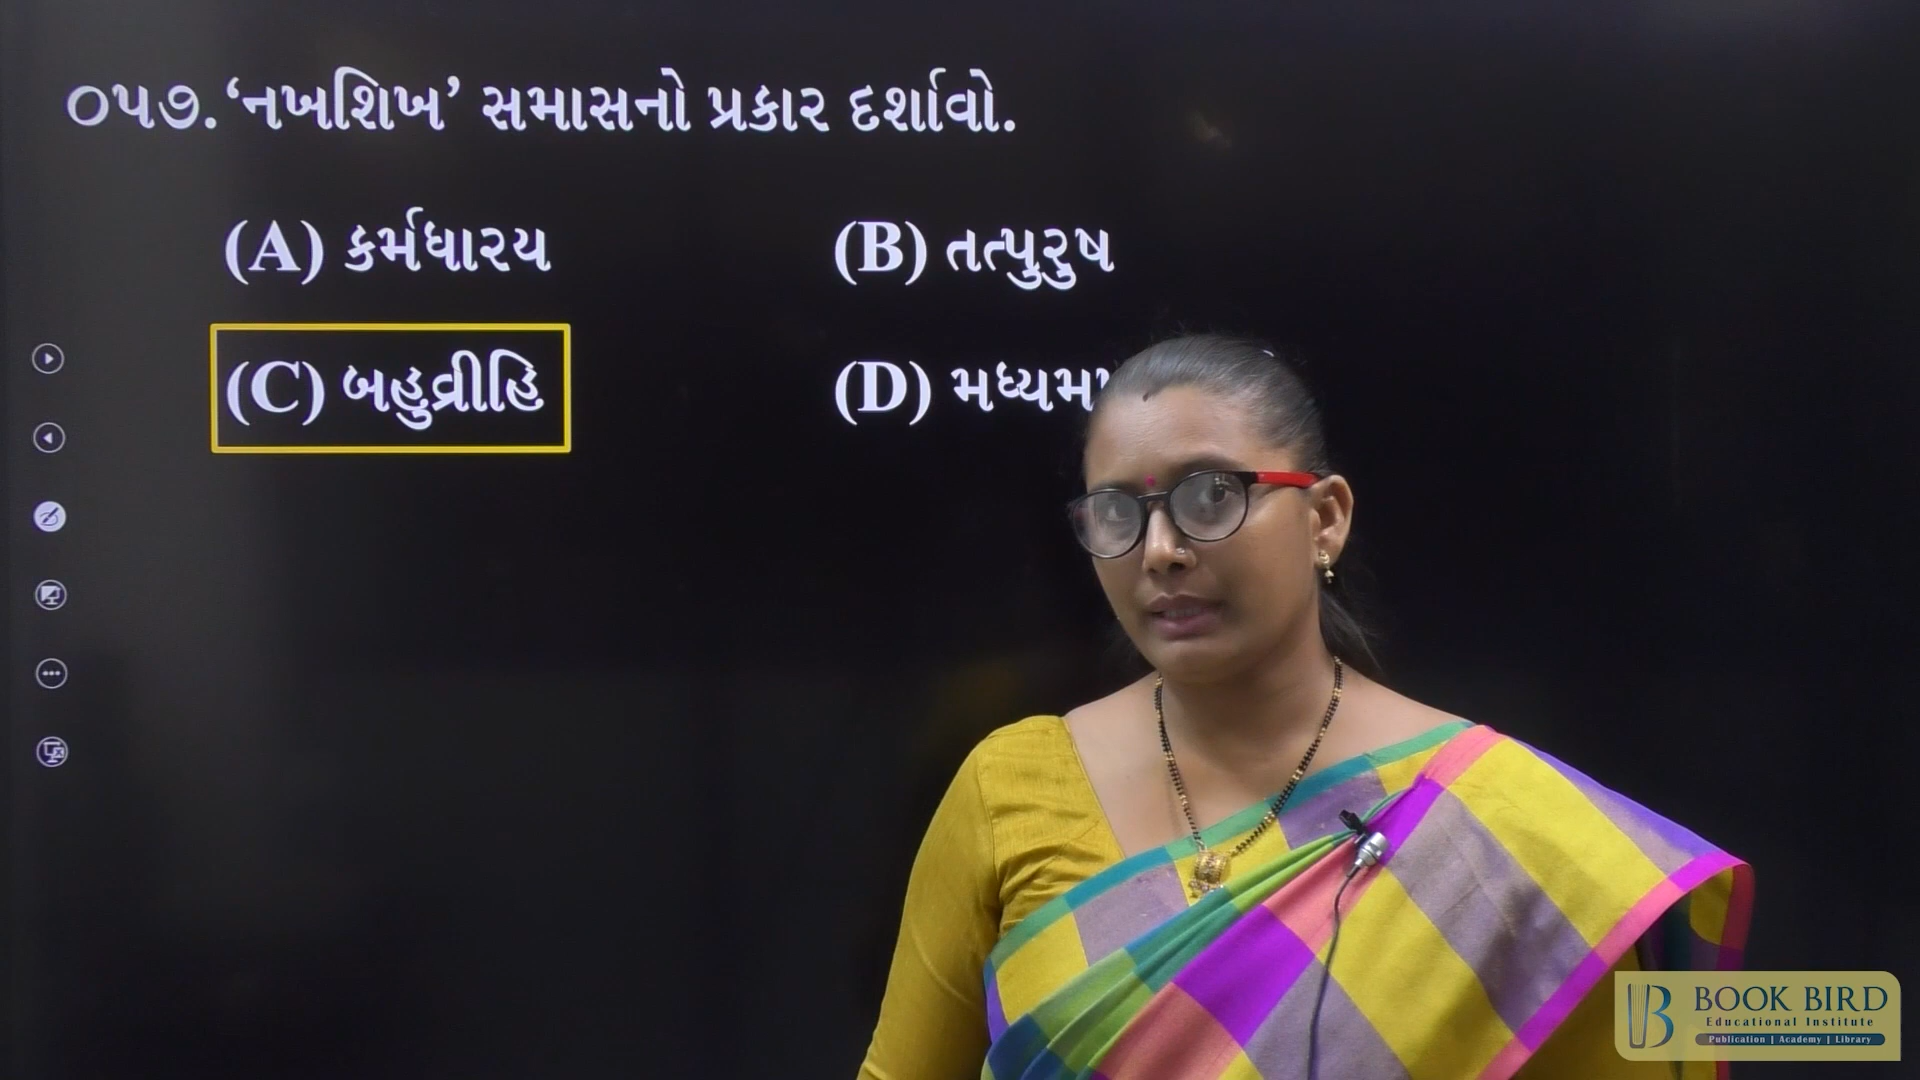 ૦૫૭. ‘નખશિખ’ સમાસનો પ્રકાર દર્શાવો.
(A) કર્મધારય
(B) તત્પુરુષ
(C) બહુવ્રીહિ
(D)
BOOK BIRD
Educational Institute
Publication | Academy | Library